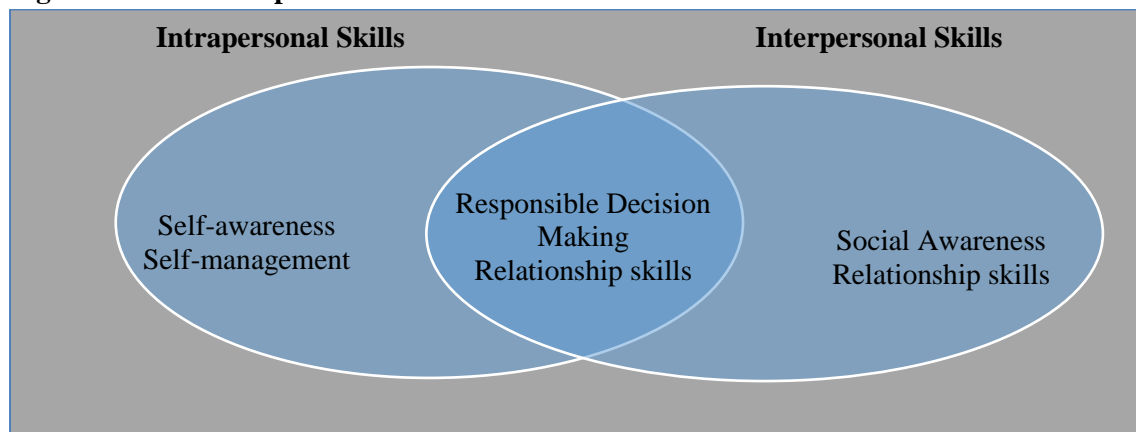 Intrapersonal Skills
Interpersonal Skills
Self-awareness
Self-management
Responsible Decision
Making
Relationship skills
Social Awareness
Relationship skills